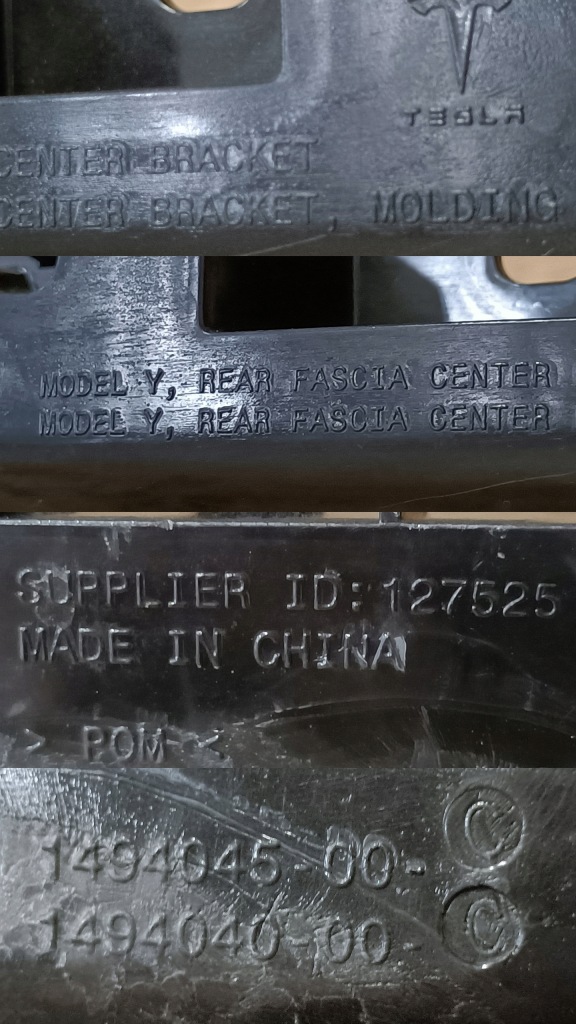 TESLA
CENTER BRACKET
CENTER BRACKET, MOLDING
MODEL Y, REAR FASCIA CENTER
MODEL Y, REAR FASCIA CENTER
SUPPLIER ID:127525
MADE IN CHINA
> POM <
1494045-00- C
1494040-00- C